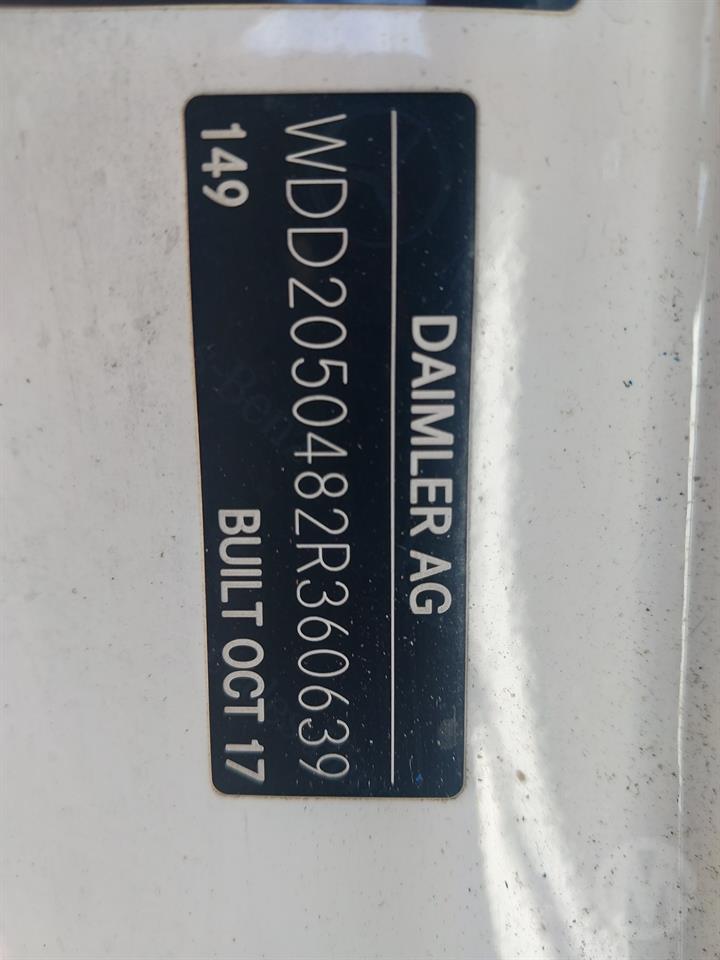 DAIMLER AG
WDD2050482R360639
149 BUILT OCT 17